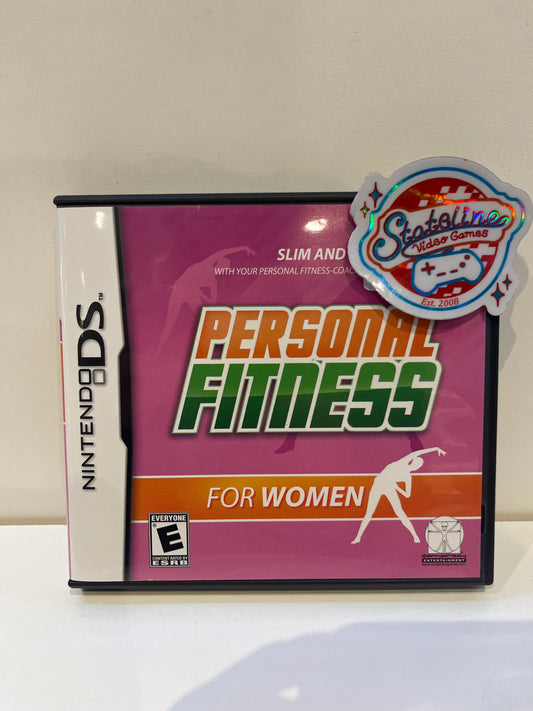 Stateline
Video Games
Est. 2008
SLIM AND
WITH YOUR PERSONAL FITNESS-COAC
NINTENDO DS™
PERSONAL
FITNESS
FOR WOMEN
EVERYONE
E
CONTENT RATED BY
ESRB
ENTERTAINMENT